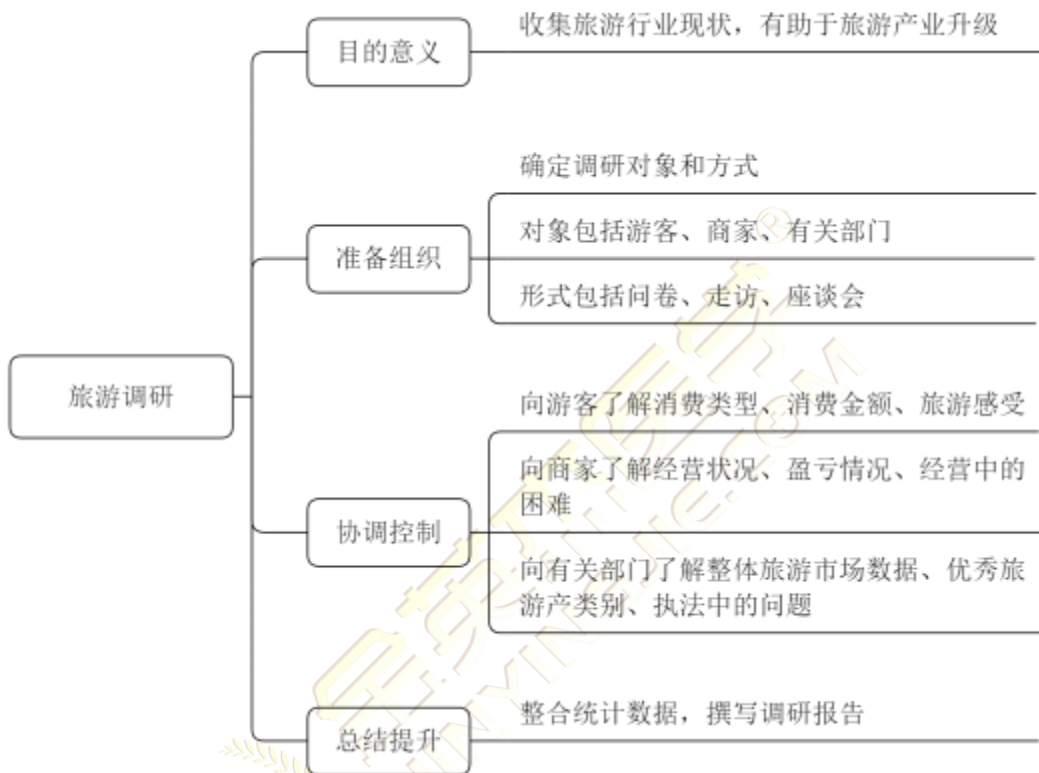 目的意义
收集旅游行业现状，有助于旅游产业升级
准备组织
确定调研对象和方式
对象包括游客、商家、有关部门
形式包括问卷、走访、座谈会
旅游调研
协调控制
向游客了解消费类型、消费金额、旅游感受
向商家了解经营状况、盈亏情况、经营中的
困难
向有关部门了解整体旅游市场数据、优秀旅
游产类别、执法中的问题
总结提升
整合统计数据，撰写调研报告
金英杰医学®
JINYINGJIE.COM